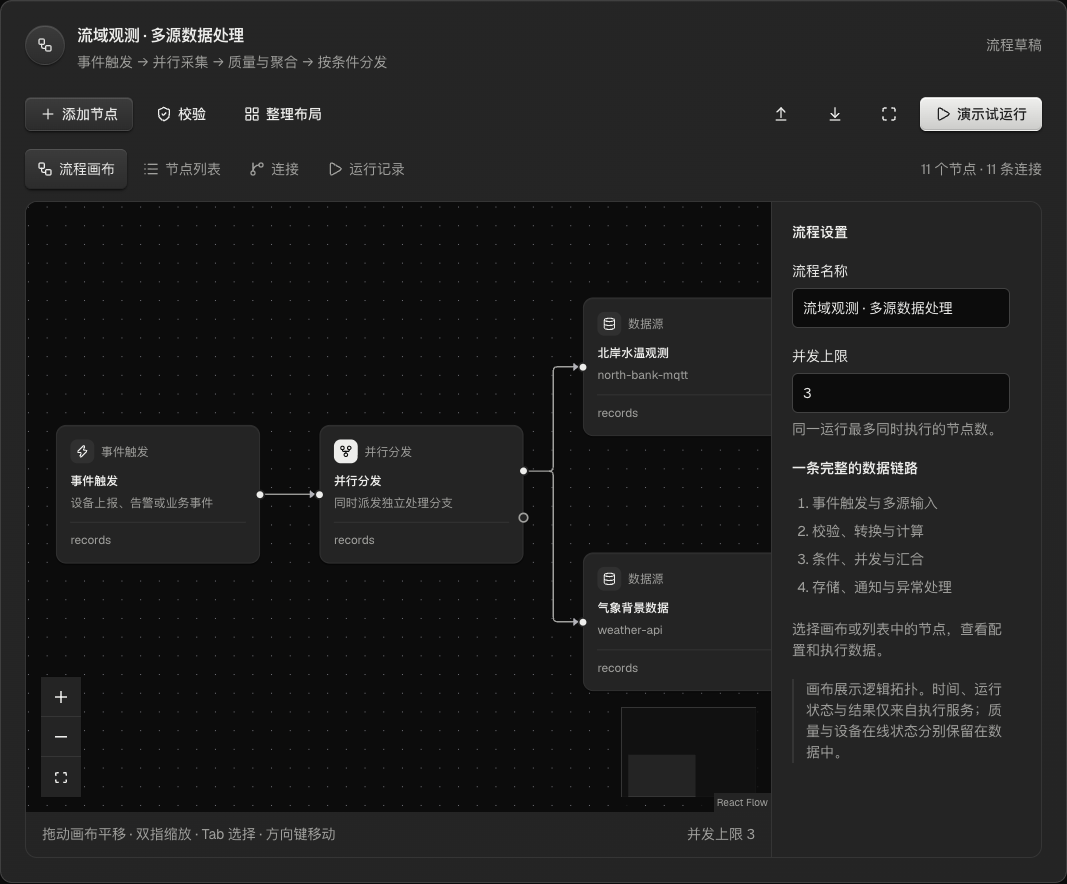 流域观测 · 多源数据处理
事件触发 → 并行采集 → 质量与聚合 → 按条件分发
流程草稿
添加节点
校验
整理布局
演示试运行
流程画布
节点列表
连接
运行记录
11 个节点 · 11 条连接
数据源
北岸水温观测
north-bank-mqtt
records
事件触发
事件触发
设备上报、告警或业务事件
records
并行分发
并行分发
同时派发独立处理分支
records
数据源
气象背景数据
weather-api
records
React Flow
拖动画布平移 · 双指缩放 · Tab 选择 · 方向键移动
并发上限 3
流程设置
流程名称
流域观测 · 多源数据处理
并发上限
3
同一运行最多同时执行的节点数。
一条完整的数据链路
1. 事件触发与多源输入
2. 校验、转换与计算
3. 条件、并发与汇合
4. 存储、通知与异常处理
选择画布或列表中的节点，查看配
置和执行数据。
画布展示逻辑拓扑。时间、运行
状态与结果仅来自执行服务；质
量与设备在线状态分别保留在数
据中。